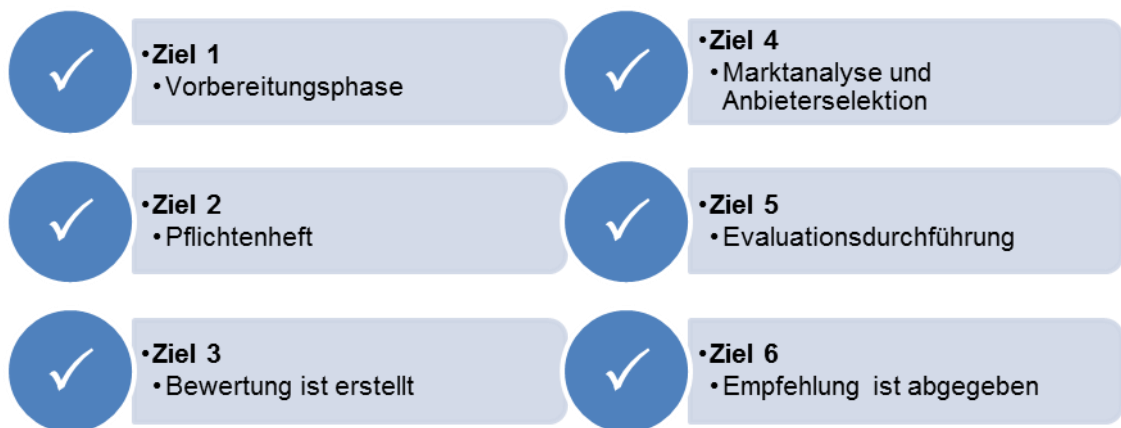 •Ziel 1
•Vorbereitungsphase
•Ziel 2
•Pflichtenheft
•Ziel 3
•Bewertung ist erstellt
•Ziel 4
•Marktanalyse und
Anbieterselektion
•Ziel 5
•Evaluationsdurchführung
•Ziel 6
•Empfehlung ist abgegeben